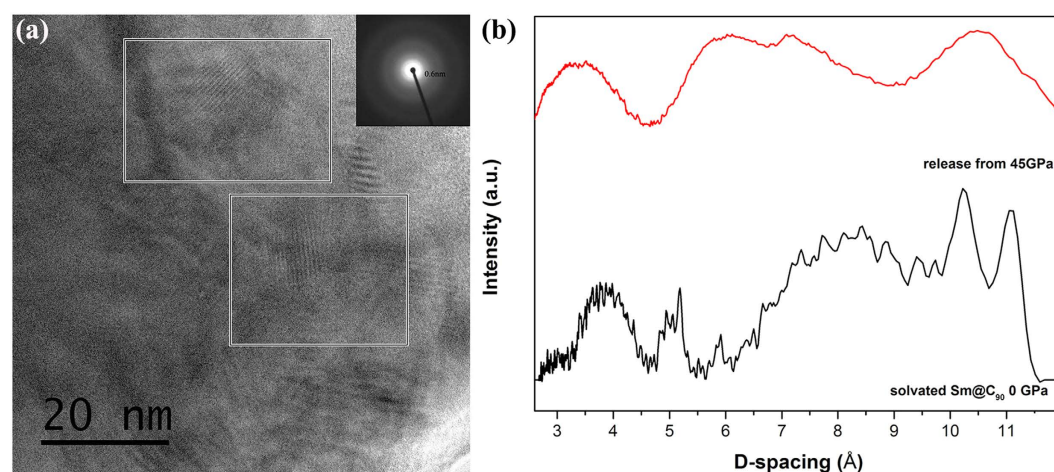 (a)
0.6nm
20 nm
(b)
Intensity (a.u.)
release from 45GPa
solvated Sm@C₉₀ 0 GPa
3 4 5 6 7 8 9 10 11
D-spacing (Å)